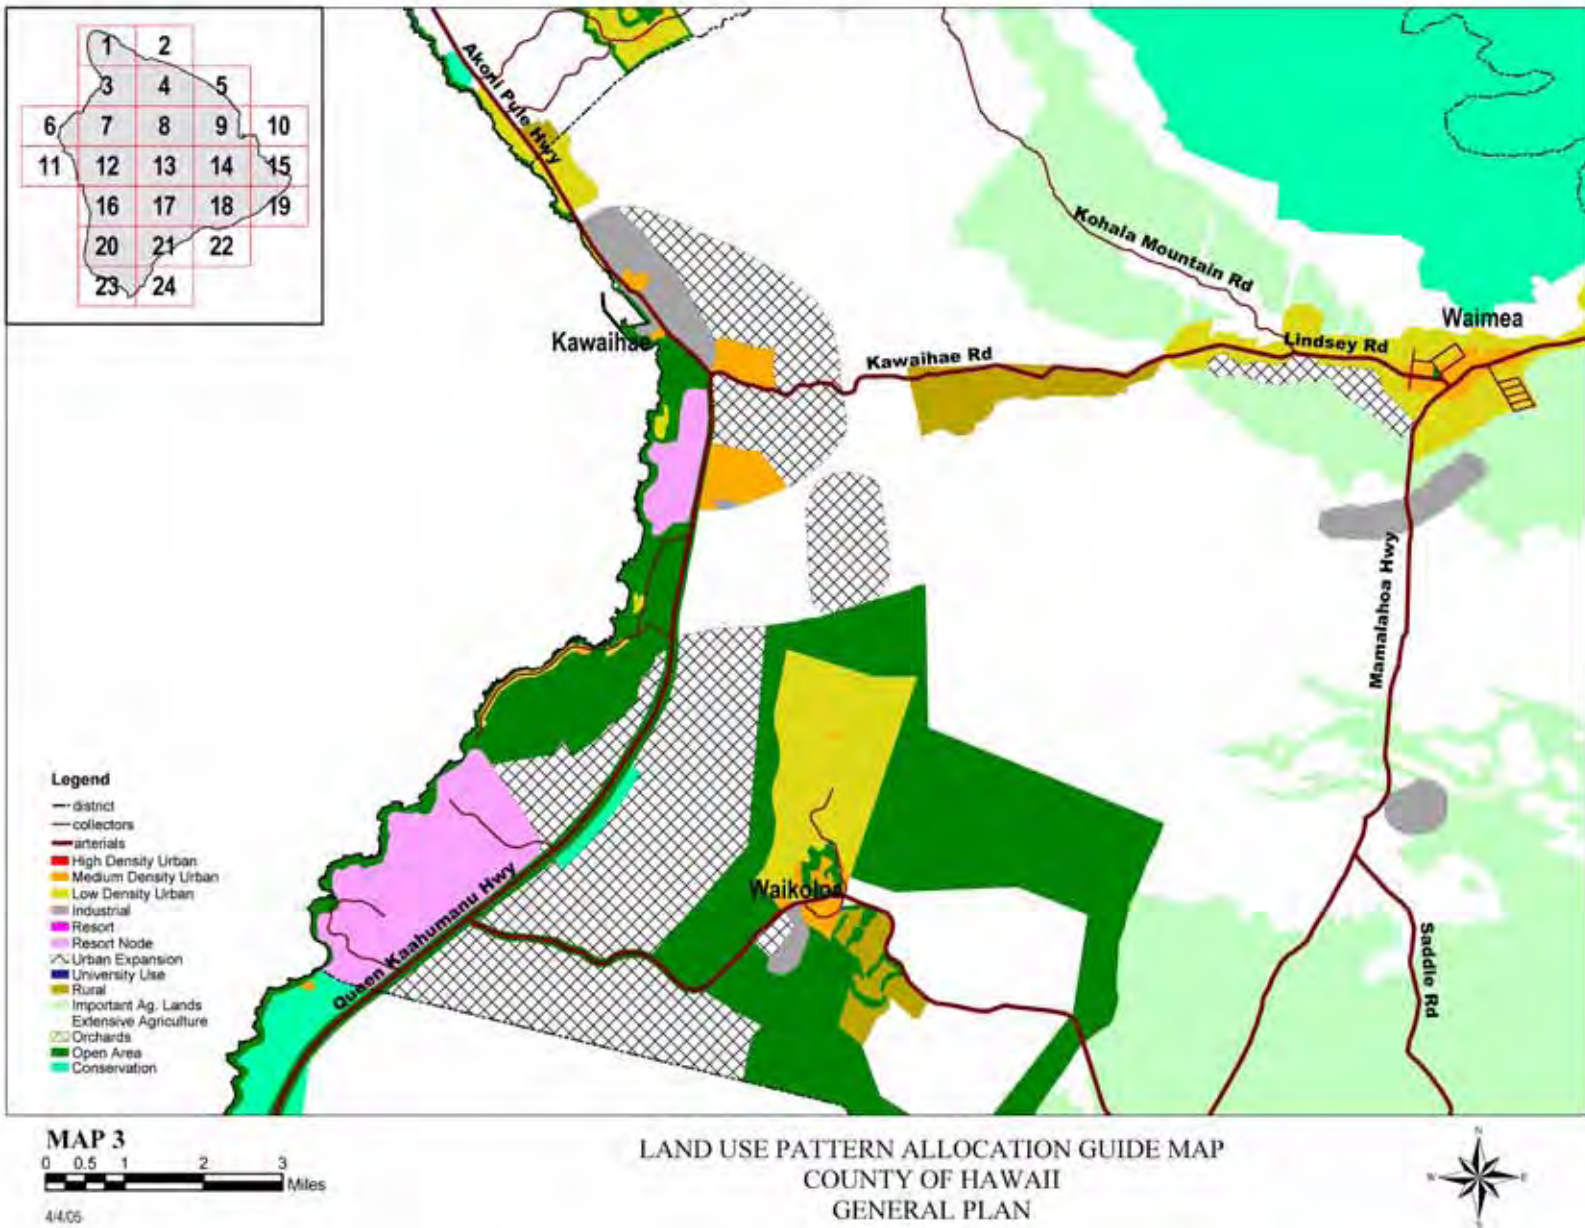 1 2
3 4 5
6 7 8 9 10
11 12 13 14 15
16 17 18 19
20 21 22
23 24
Akoni Pule Hwy
Kohala Mountain Rd
Waimea
Lindsey Rd
Kawaihae
Kawaihae Rd
Mamalahoa Hwy
Waikoloa
Queen Kaahumanu Hwy
Saddle Rd
Legend
district
collectors
arterials
High Density Urban
Medium Density Urban
Low Density Urban
Industrial
Resort
Resort Node
Urban Expansion
University Use
Rural
Important Ag. Lands
Extensive Agriculture
Orchards
Open Area
Conservation
MAP 3
0 0.5 1 2 3
Miles
4/4/05
LAND USE PATTERN ALLOCATION GUIDE MAP
COUNTY OF HAWAII
GENERAL PLAN
N
W E
S